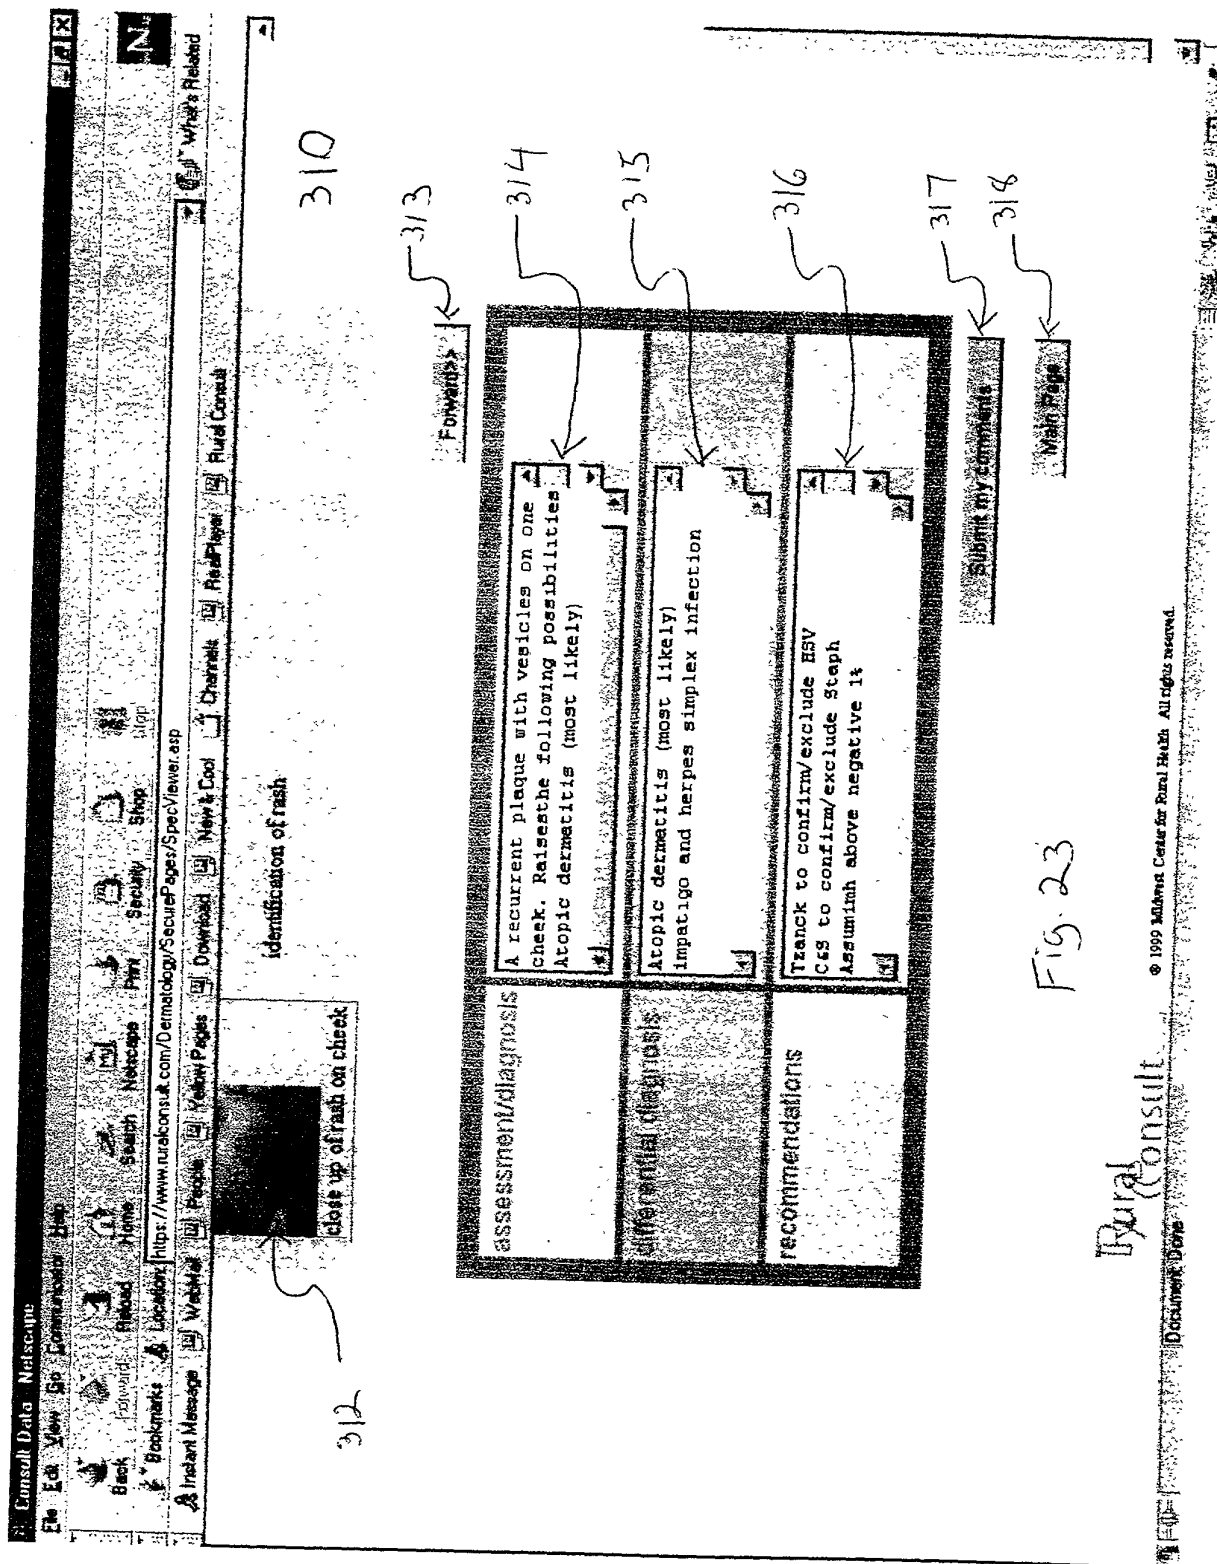 Consult Data Netscape
File Edit View Go Communicator Help
Back Forward Reload Home Search Netscape Print Security Shop Stop
Bookmarks Location: https://www.ruralconsult.com/Dermatology/SecurePages/SpecViewer.asp What's Related
Instant Message WebMail People Yellow Pages Download New & Cool Channels RealPlayer Rural Consult
312
close up of rash on cheek
identification of rash
310
Forward>>
313
assessment/diagnosis
A recurrent plaque with vesicles on one
cheek. Raisesthe following possibilities
Atopic dermatitis (most likely)
314
differential diagnosis
Atopic dermatitis (most likely)
impatigo and herpes simplex infection
315
recommendations
Tzanck to confirm/exclude HSV
C&S to confirm/exclude Staph
Assumimh above negative 1%
316
Submit my comments
317
Main Page
318
Fig. 23
Rural Consult
© 1999 Midwest Center for Rural Health All rights reserved.
Document: Done